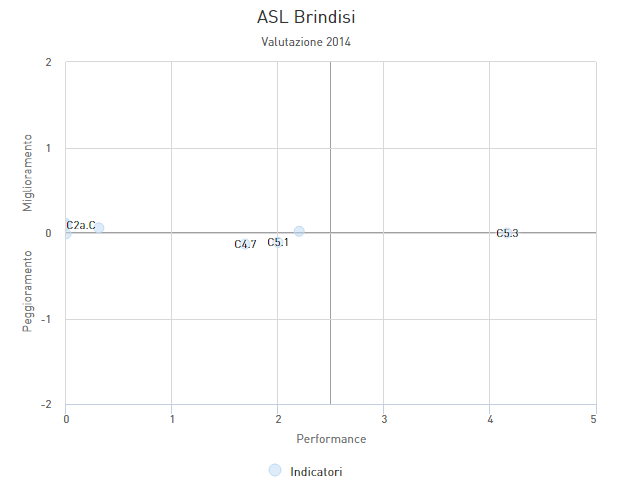 ASL Brindisi
Valutazione 2014
Miglioramento
Peggioramento
2
1
0
-1
-2
C2a.C
C4.7
C5.1
C5.3
0 1 2 3 4 5
Performance
Indicatori